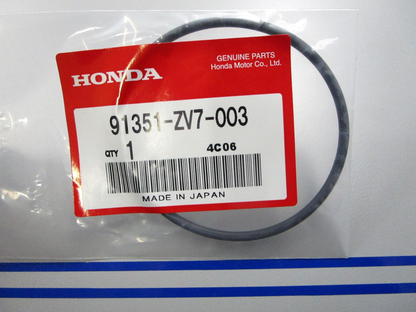 GENUINE PARTS
Honda Motor Co., Ltd.
HONDA
91351-ZV7-003
QTY 1 4C06
MADE IN JAPAN